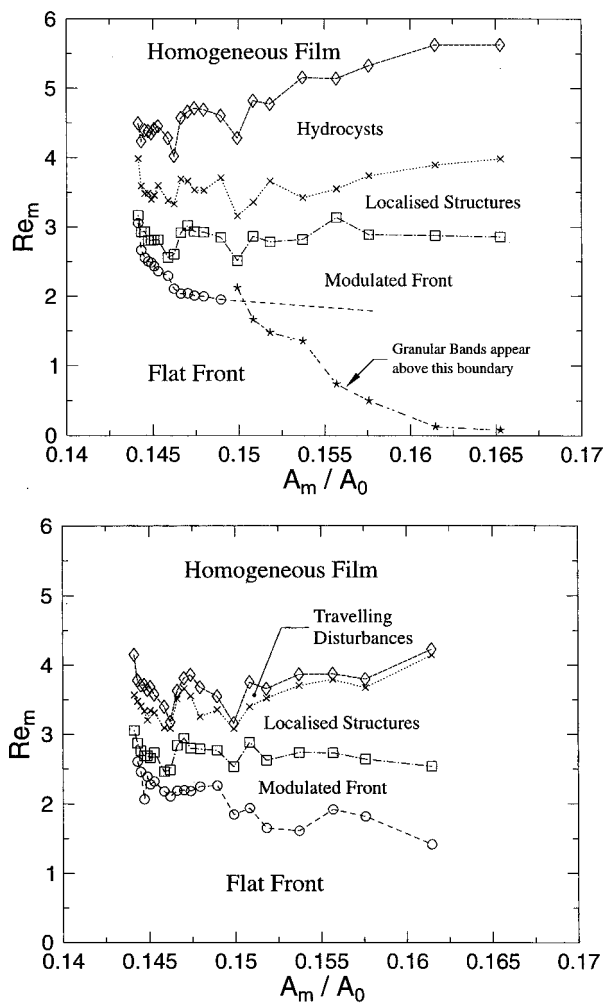 6
Homogeneous Film
5
Hydrocysts
4
Localised Structures
Re_m
3
Modulated Front
2
Granular Bands appear
above this boundary
1
Flat Front
0
0.14 0.145 0.15 0.155 0.16 0.165 0.17
A_m / A_0
6
Homogeneous Film
5
Travelling
Disturbances
4
Localised Structures
Re_m
3
Modulated Front
2
Flat Front
1
0
0.14 0.145 0.15 0.155 0.16 0.165 0.17
A_m / A_0